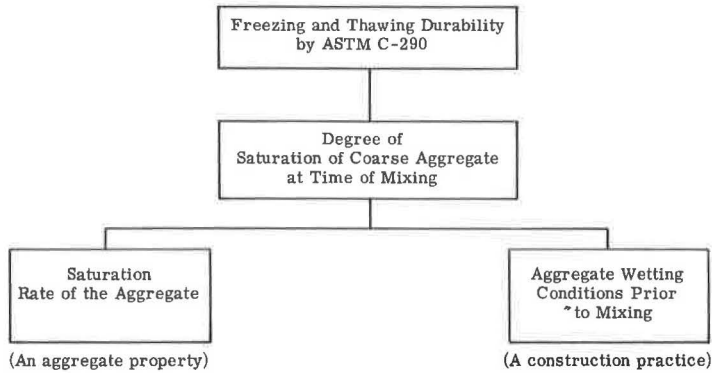 Freezing and Thawing Durability
by ASTM C-290
Degree of
Saturation of Coarse Aggregate
at Time of Mixing
Saturation
Rate of the Aggregate
(An aggregate property)
Aggregate Wetting
Conditions Prior
to Mixing
(A construction practice)